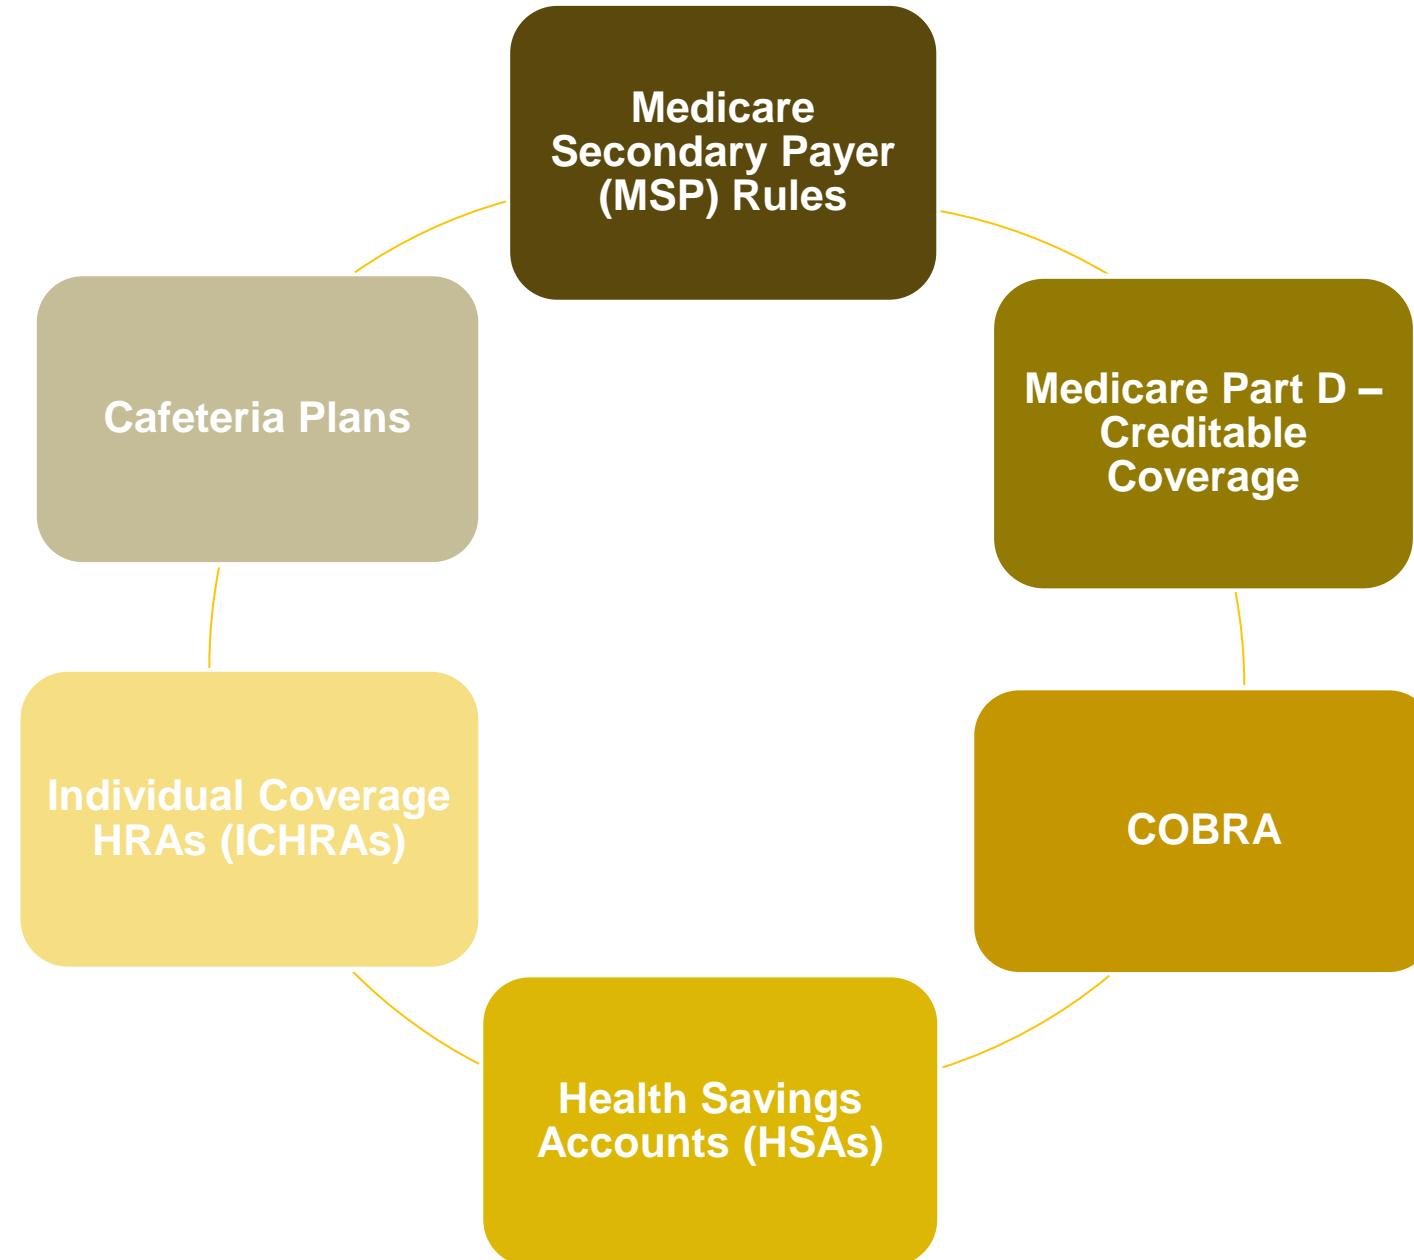 Medicare
Secondary Payer
(MSP) Rules
Medicare Part D –
Creditable
Coverage
COBRA
Health Savings
Accounts (HSAs)
Individual Coverage
HRAs (ICHRAs)
Cafeteria Plans